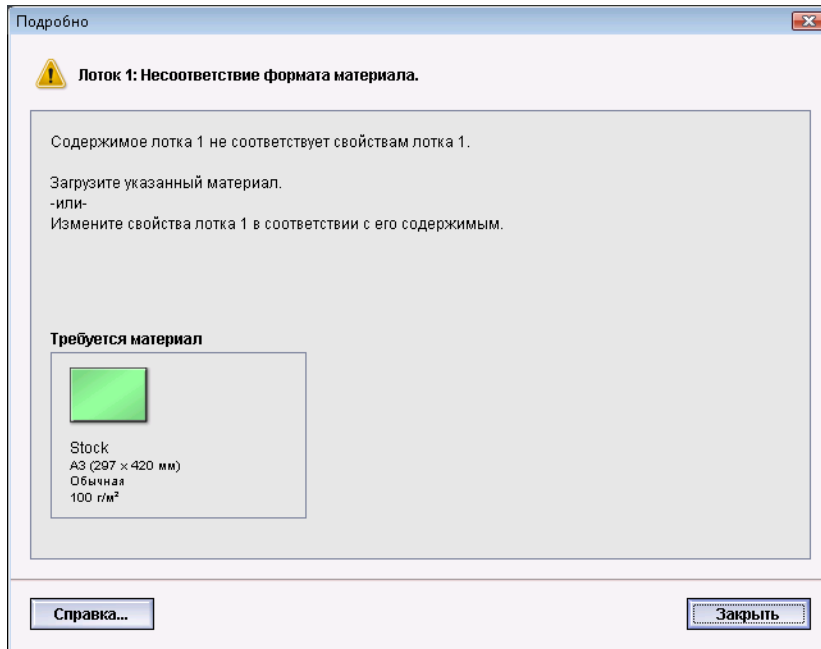 Подробно
Лоток 1: Несоответствие формата материала.
Содержимое лотка 1 не соответствует свойствам лотка 1.
Загрузите указанный материал.
-или-
Измените свойства лотка 1 в соответствии с его содержимым.
Требуется материал
Stock
A3 (297 × 420 мм)
Обычная
100 г/м²
Справка...
Закрыть